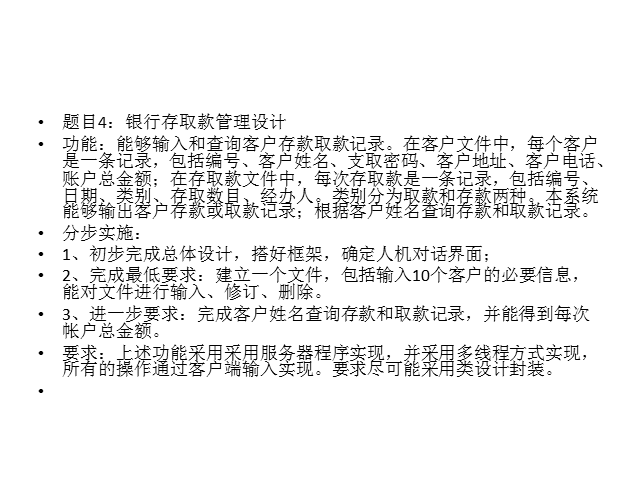 • 题目4：银行存取款管理设计
• 功能：能够输入和查询客户存款取款记录。在客户文件中，每个客户
是一条记录，包括编号、客户姓名、支取密码、客户地址、客户电话、
账户总金额；在存取款文件中，每次存取款是一条记录，包括编号、
日期、类别、存取数目、经办人。类别分为取款和存款两种。本系统
能够输出客户存款或取款记录；根据客户姓名查询存款和取款记录。
• 分步实施：
• 1、初步完成总体设计，搭好框架，确定人机对话界面；
• 2、完成最低要求：建立一个文件，包括输入10个客户的必要信息，
能对文件进行输入、修订、删除。
• 3、进一步要求：完成客户姓名查询存款和取款记录，并能得到每次
帐户总金额。
• 要求：上述功能采用采用服务器程序实现，并采用多线程方式实现，
所有的操作通过客户端输入实现。要求尽可能采用类设计封装。
•